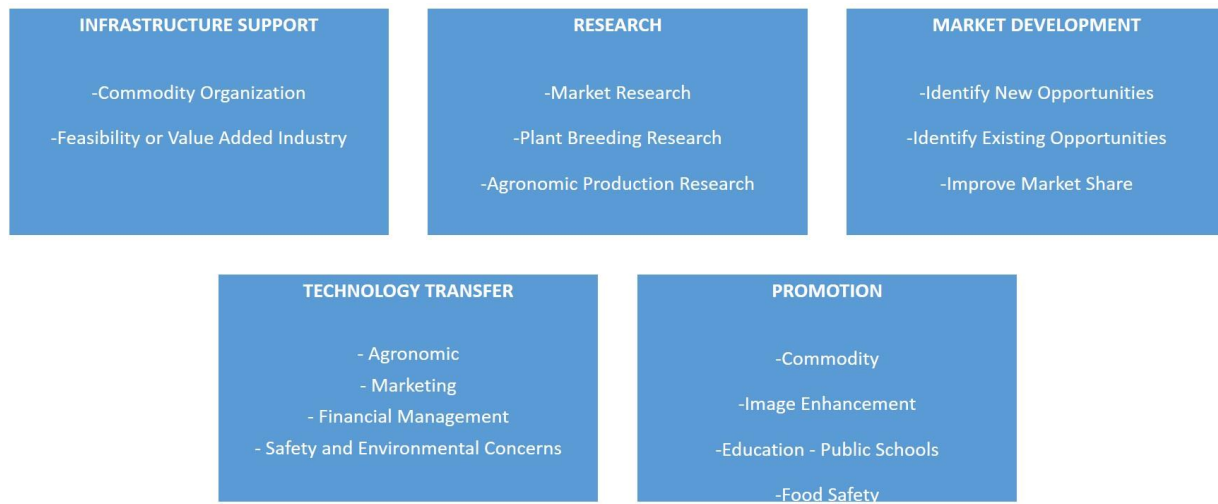 INFRASTRUCTURE SUPPORT
-Commodity Organization
-Feasibility or Value Added Industry
RESEARCH
-Market Research
-Plant Breeding Research
-Agronomic Production Research
MARKET DEVELOPMENT
-Identify New Opportunities
-Identify Existing Opportunities
-Improve Market Share
TECHNOLOGY TRANSFER
- Agronomic
- Marketing
- Financial Management
- Safety and Environmental Concerns
PROMOTION
-Commodity
-Image Enhancement
-Education - Public Schools
-Food Safety